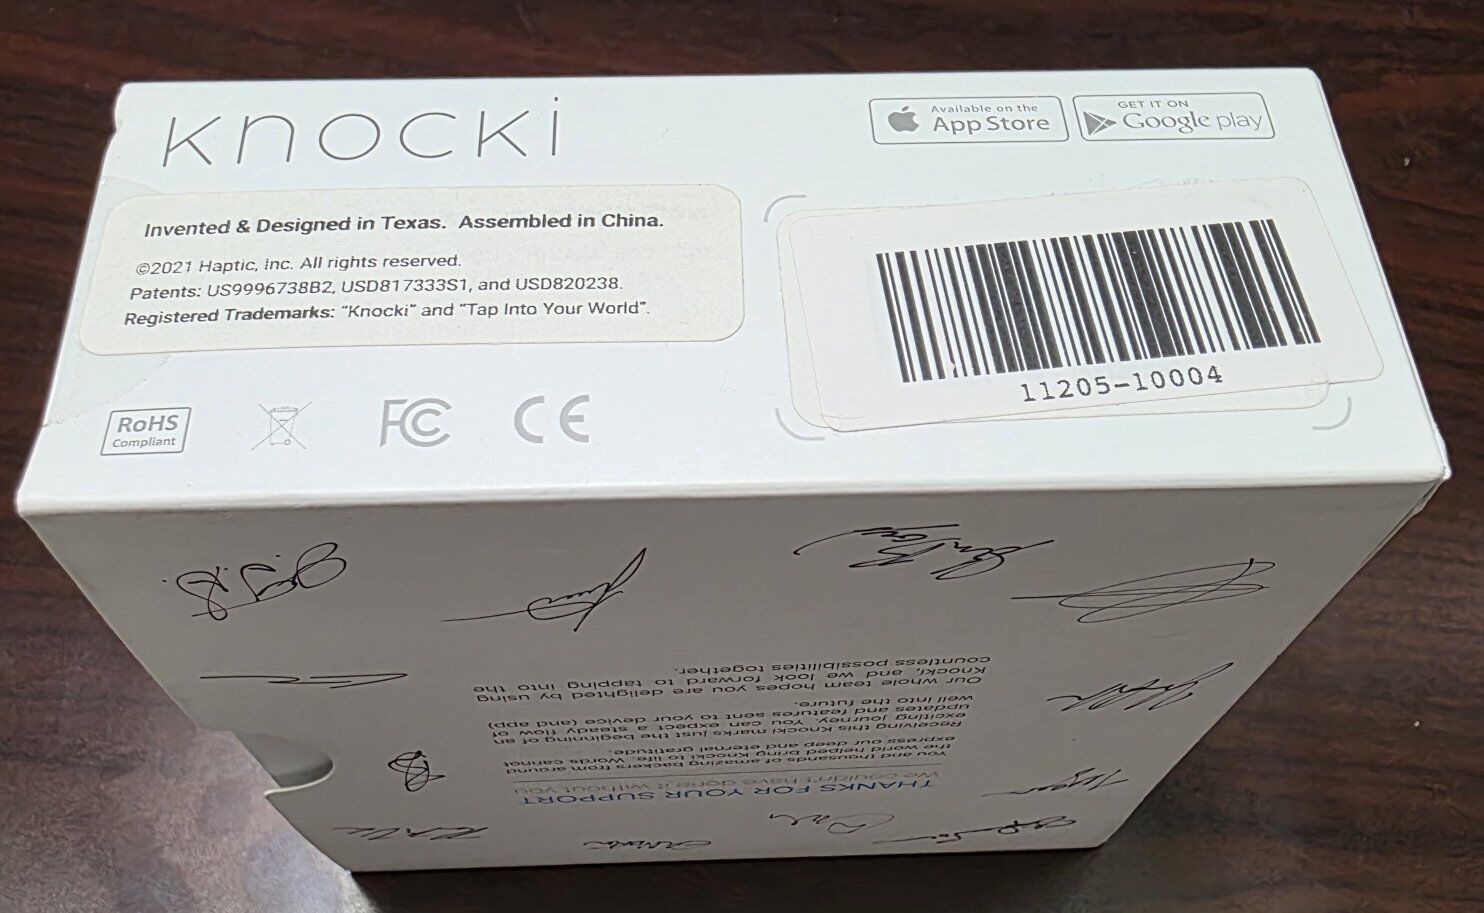 KNOCKi
Available on the
App Store
GET IT ON
Google play
Invented & Designed in Texas. Assembled in China.
©2021 Haptic, Inc. All rights reserved.
Patents: US9996738B2, USD817333S1, and USD820238.
Registered Trademarks: “Knocki” and “Tap Into Your World”.
11205-10004
RoHS
Compliant
FC
CE
THANKS FOR YOUR SUPPORT
We couldn't have done it without you
You and thousands of amazing backers from around
the world helped bring Knocki to life. Words cannot
express our deep and eternal gratitude.
Receiving this Knocki marks just the beginning of an
exciting journey. You can expect a steady flow of
updates and features sent to your device (and app)
well into the future.
Our whole team hopes you are delighted by using
Knocki, and we look forward to tapping into the
countless possibilities together.